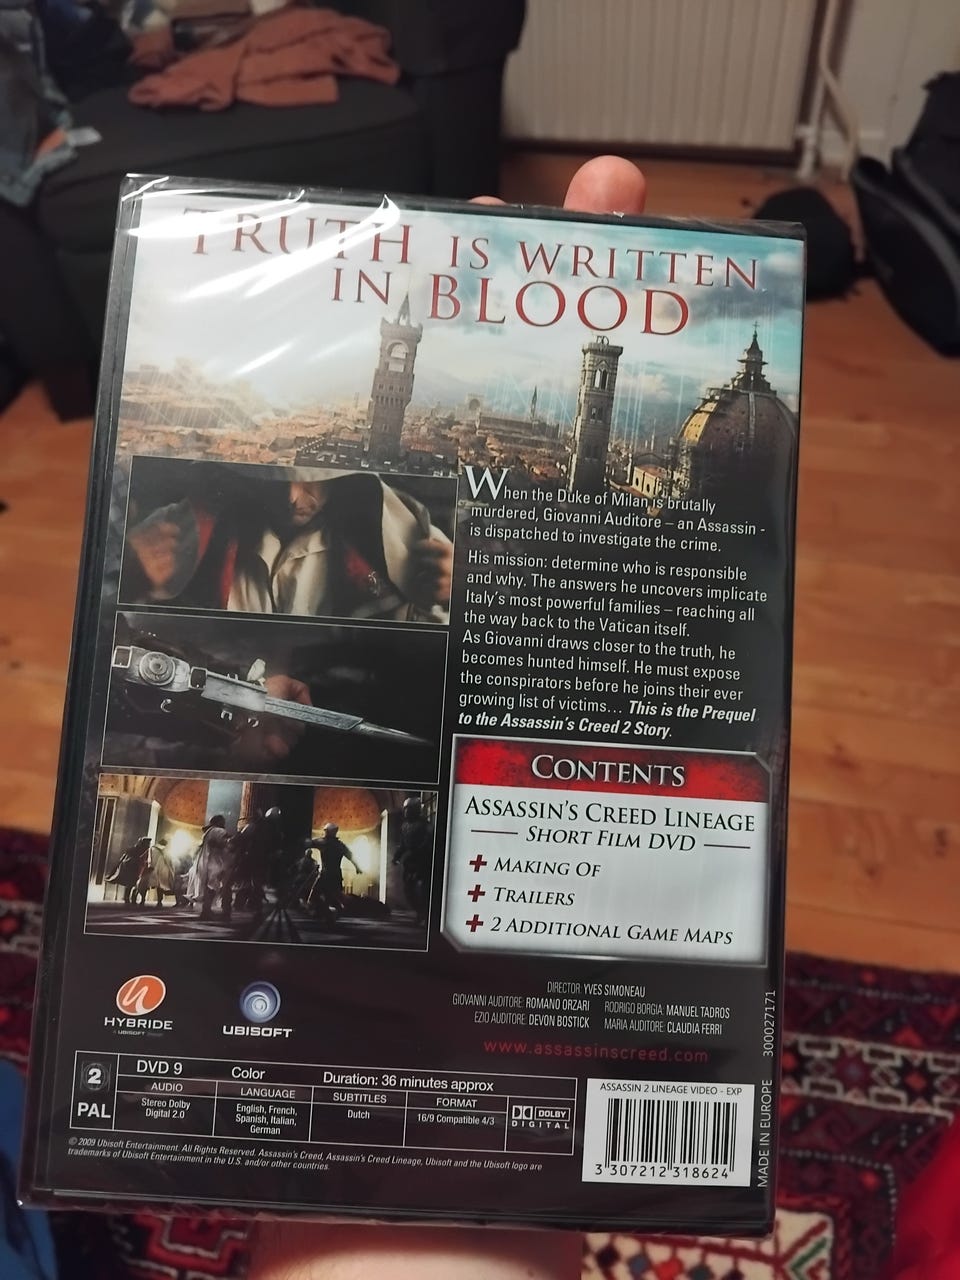 TRUTH IS WRITTEN
IN BLOOD
When the Duke of Milan is brutally
murdered, Giovanni Auditore – an Assassin -
is dispatched to investigate the crime.
His mission: determine who is responsible
and why. The answers he uncovers implicate
Italy's most powerful families – reaching all
the way back to the Vatican itself.
As Giovanni draws closer to the truth, he
becomes hunted himself. He must expose
the conspirators before he joins their ever
growing list of victims... This is the Prequel
to the Assassin's Creed 2 Story.
CONTENTS
ASSASSIN'S CREED LINEAGE
SHORT FILM DVD
+ MAKING OF
+ TRAILERS
+ 2 ADDITIONAL GAME MAPS
HYBRIDE
A UBISOFT
UBISOFT
DIRECTOR: YVES SIMONEAU
GIOVANNI AUDITORE: ROMANO ORZARI RODRIGO BORGIA: MANUEL TADROS
EZIO AUDITORE: DEVON BOSTICK MARIA AUDITORE: CLAUDIA FERRI
www.assassinscreed.com
300027171
MADE IN EUROPE
2
PAL
DVD 9 Color Duration: 36 minutes approx
AUDIO
Stereo Dolby
Digital 2.0
LANGUAGE
English, French,
Spanish, Italian,
German
SUBTITLES
Dutch
FORMAT
16/9 Compatible 4/3
DOLBY
DIGITAL
ASSASSIN 2 LINEAGE VIDEO - EXP
3 307212 318624
© 2009 Ubisoft Entertainment. All Rights Reserved. Assassin's Creed, Assassin's Creed Lineage, Ubisoft and the Ubisoft logo are
trademarks of Ubisoft Entertainment in the U.S. and/or other countries.